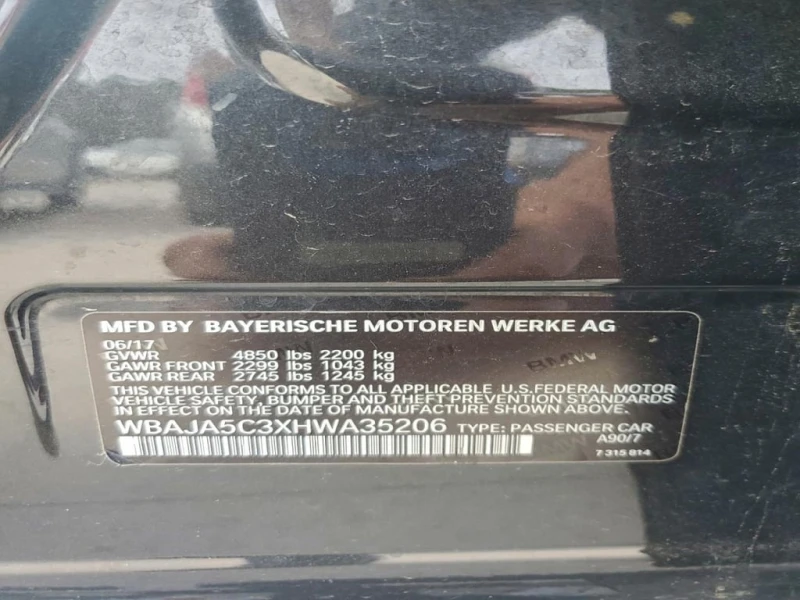 MFD BY BAYERISCHE MOTOREN WERKE AG
06/17
GVWR 4850 lbs 2200 kg
GAWR FRONT 2299 lbs 1043 kg
GAWR REAR 2745 lbs 1245 kg
THIS VEHICLE CONFORMS TO ALL APPLICABLE U.S.FEDERAL MOTOR
VEHICLE SAFETY, BUMPER AND THEFT PREVENTION STANDARDS
IN EFFECT ON THE DATE OF MANUFACTURE SHOWN ABOVE.
WBAJA5C3XHWA35206 TYPE: PASSENGER CAR
A90/7
7 315 814